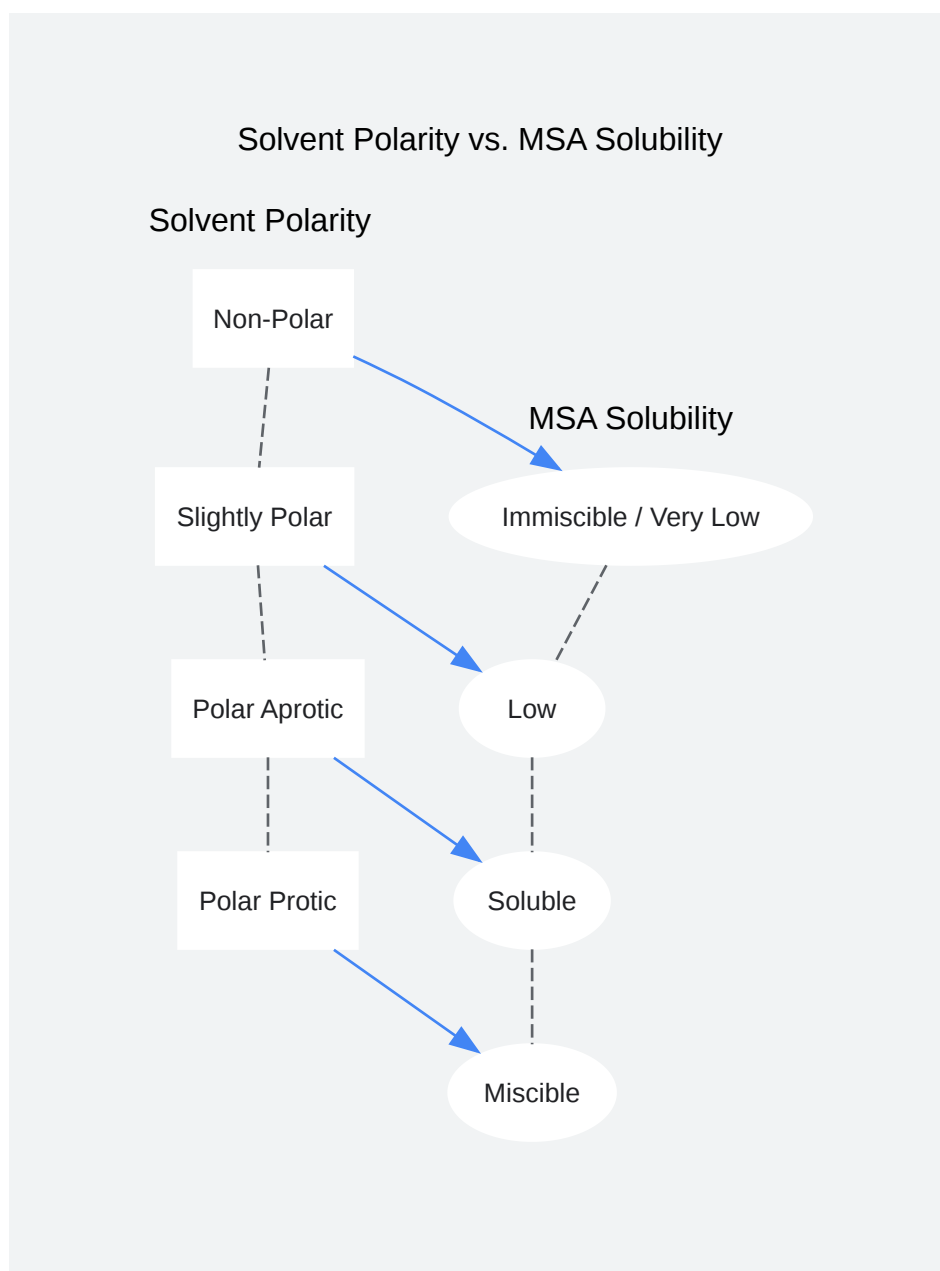 Solvent Polarity vs. MSA Solubility
Solvent Polarity
Non-Polar
MSA Solubility
Slightly Polar
Immiscible / Very Low
Polar Aprotic
Low
Polar Protic
Soluble
Miscible